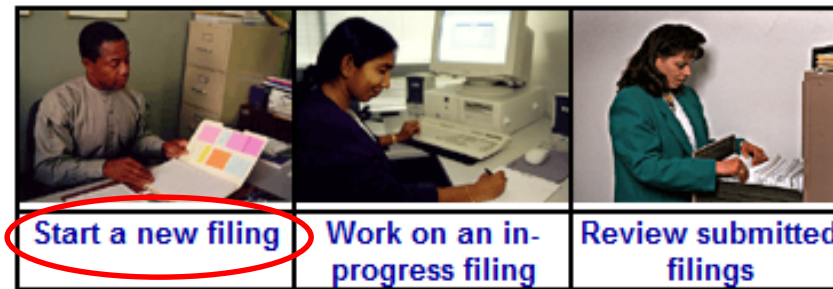 Start a new filing
Work on an in-
progress filing
Review submitted
filings